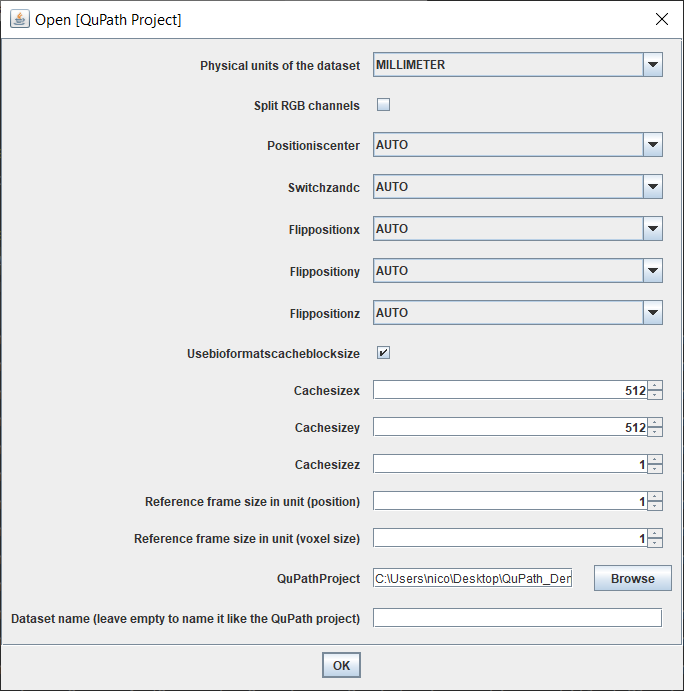 Open [QuPath Project]
Physical units of the dataset MILLIMETER
Split RGB channels
Positioniscenter AUTO
Switchzandc AUTO
Flippositionx AUTO
Flippositiony AUTO
Flippositionz AUTO
Usebioformatscacheblocksize
Cachesizex 512
Cachesizey 512
Cachesizez 1
Reference frame size in unit (position) 1
Reference frame size in unit (voxel size) 1
QuPathProject C:\Users\nico\Desktop\QuPath_Der Browse
Dataset name (leave empty to name it like the QuPath project)
OK